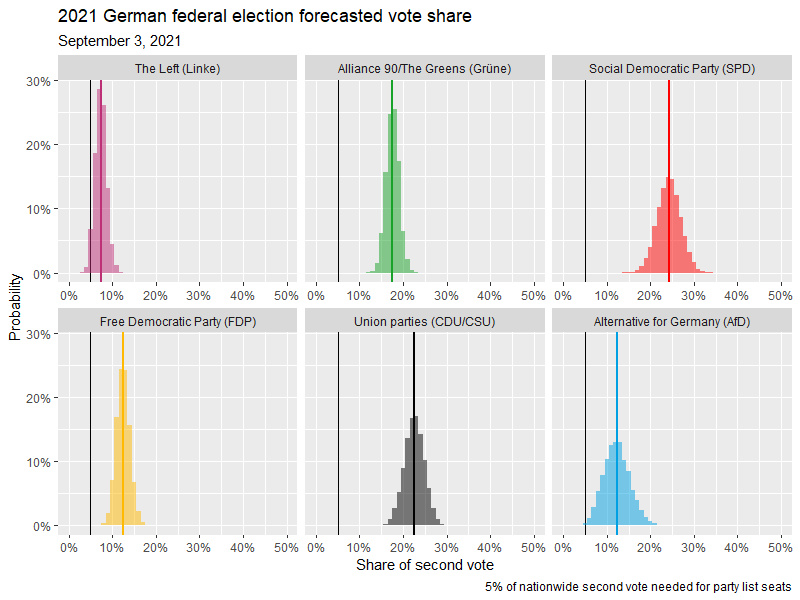 2021 German federal election forecasted vote share
September 3, 2021
The Left (Linke)
Alliance 90/The Greens (Grüne)
Social Democratic Party (SPD)
30%
20%
10%
0%
0% 10% 20% 30% 40% 50%
0% 10% 20% 30% 40% 50%
0% 10% 20% 30% 40% 50%
Probability
Free Democratic Party (FDP)
Union parties (CDU/CSU)
Alternative for Germany (AfD)
30%
20%
10%
0%
0% 10% 20% 30% 40% 50%
0% 10% 20% 30% 40% 50%
0% 10% 20% 30% 40% 50%
Share of second vote
5% of nationwide second vote needed for party list seats